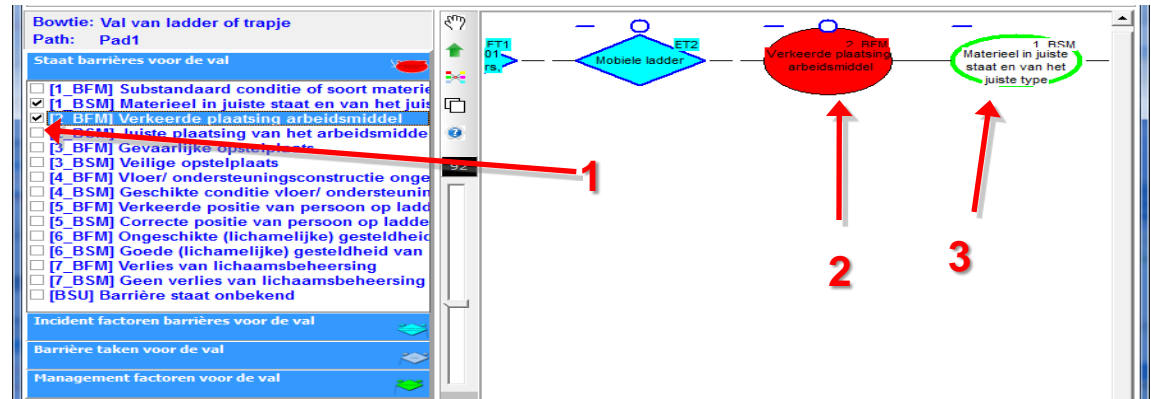 Bowtie: Val van ladder of trapje
Path: Pad1
Staat barrières voor de val
[1_BFM] Substandaard conditie of soort materie
[1_BSM] Materieel in juiste staat en van het juis
[2_BFM] Verkeerde plaatsing arbeidsmiddel
[2_BSM] Juiste plaatsing van het arbeidsmidde
[3_BFM] Gevaarlijke opstelplaats
[3_BSM] Veilige opstelplaats
[4_BFM] Vloer/ ondersteuningsconstructie onge
[4_BSM] Geschikte conditie vloer/ ondersteunin
[5_BFM] Verkeerde positie van persoon op ladde
[5_BSM] Correcte positie van persoon op ladde
[6_BFM] Ongeschikte (lichamelijke) gesteldheid
[6_BSM] Goede (lichamelijke) gesteldheid van
[7_BFM] Verlies van lichaamsbeheersing
[7_BSM] Geen verlies van lichaamsbeheersing
[BSU] Barrière staat onbekend
Incident factoren barrières voor de val
Barrière taken voor de val
Management factoren voor de val
92
ET1
01-
rs,
ET2
Mobiele ladder
2_BFM
Verkeerde plaatsing
arbeidsmiddel
1_BSM
Materieel in juiste
staat en van het
juiste type
1
2
3